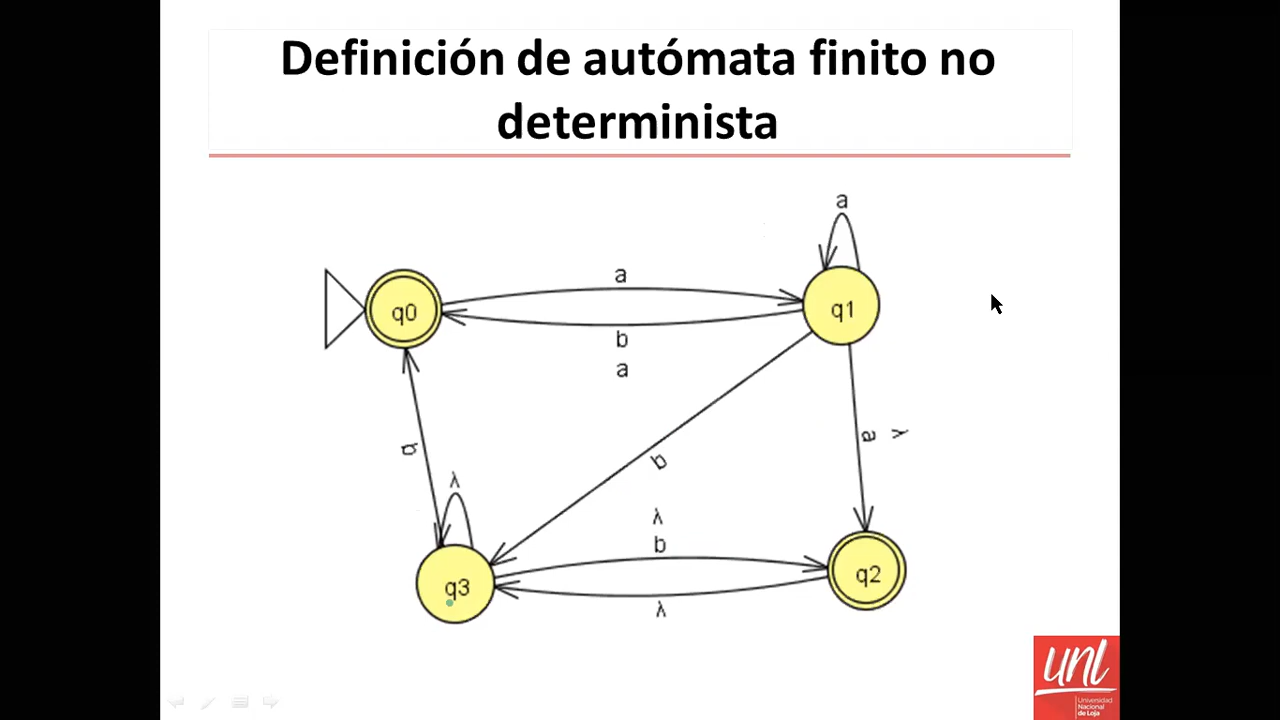 Definición de autómata finito no
determinista
a
a
q0
q1
b
a
b
a λ
b
λ
λ
b
q3
q2
λ
unl
Universidad
Nacional
de Loja